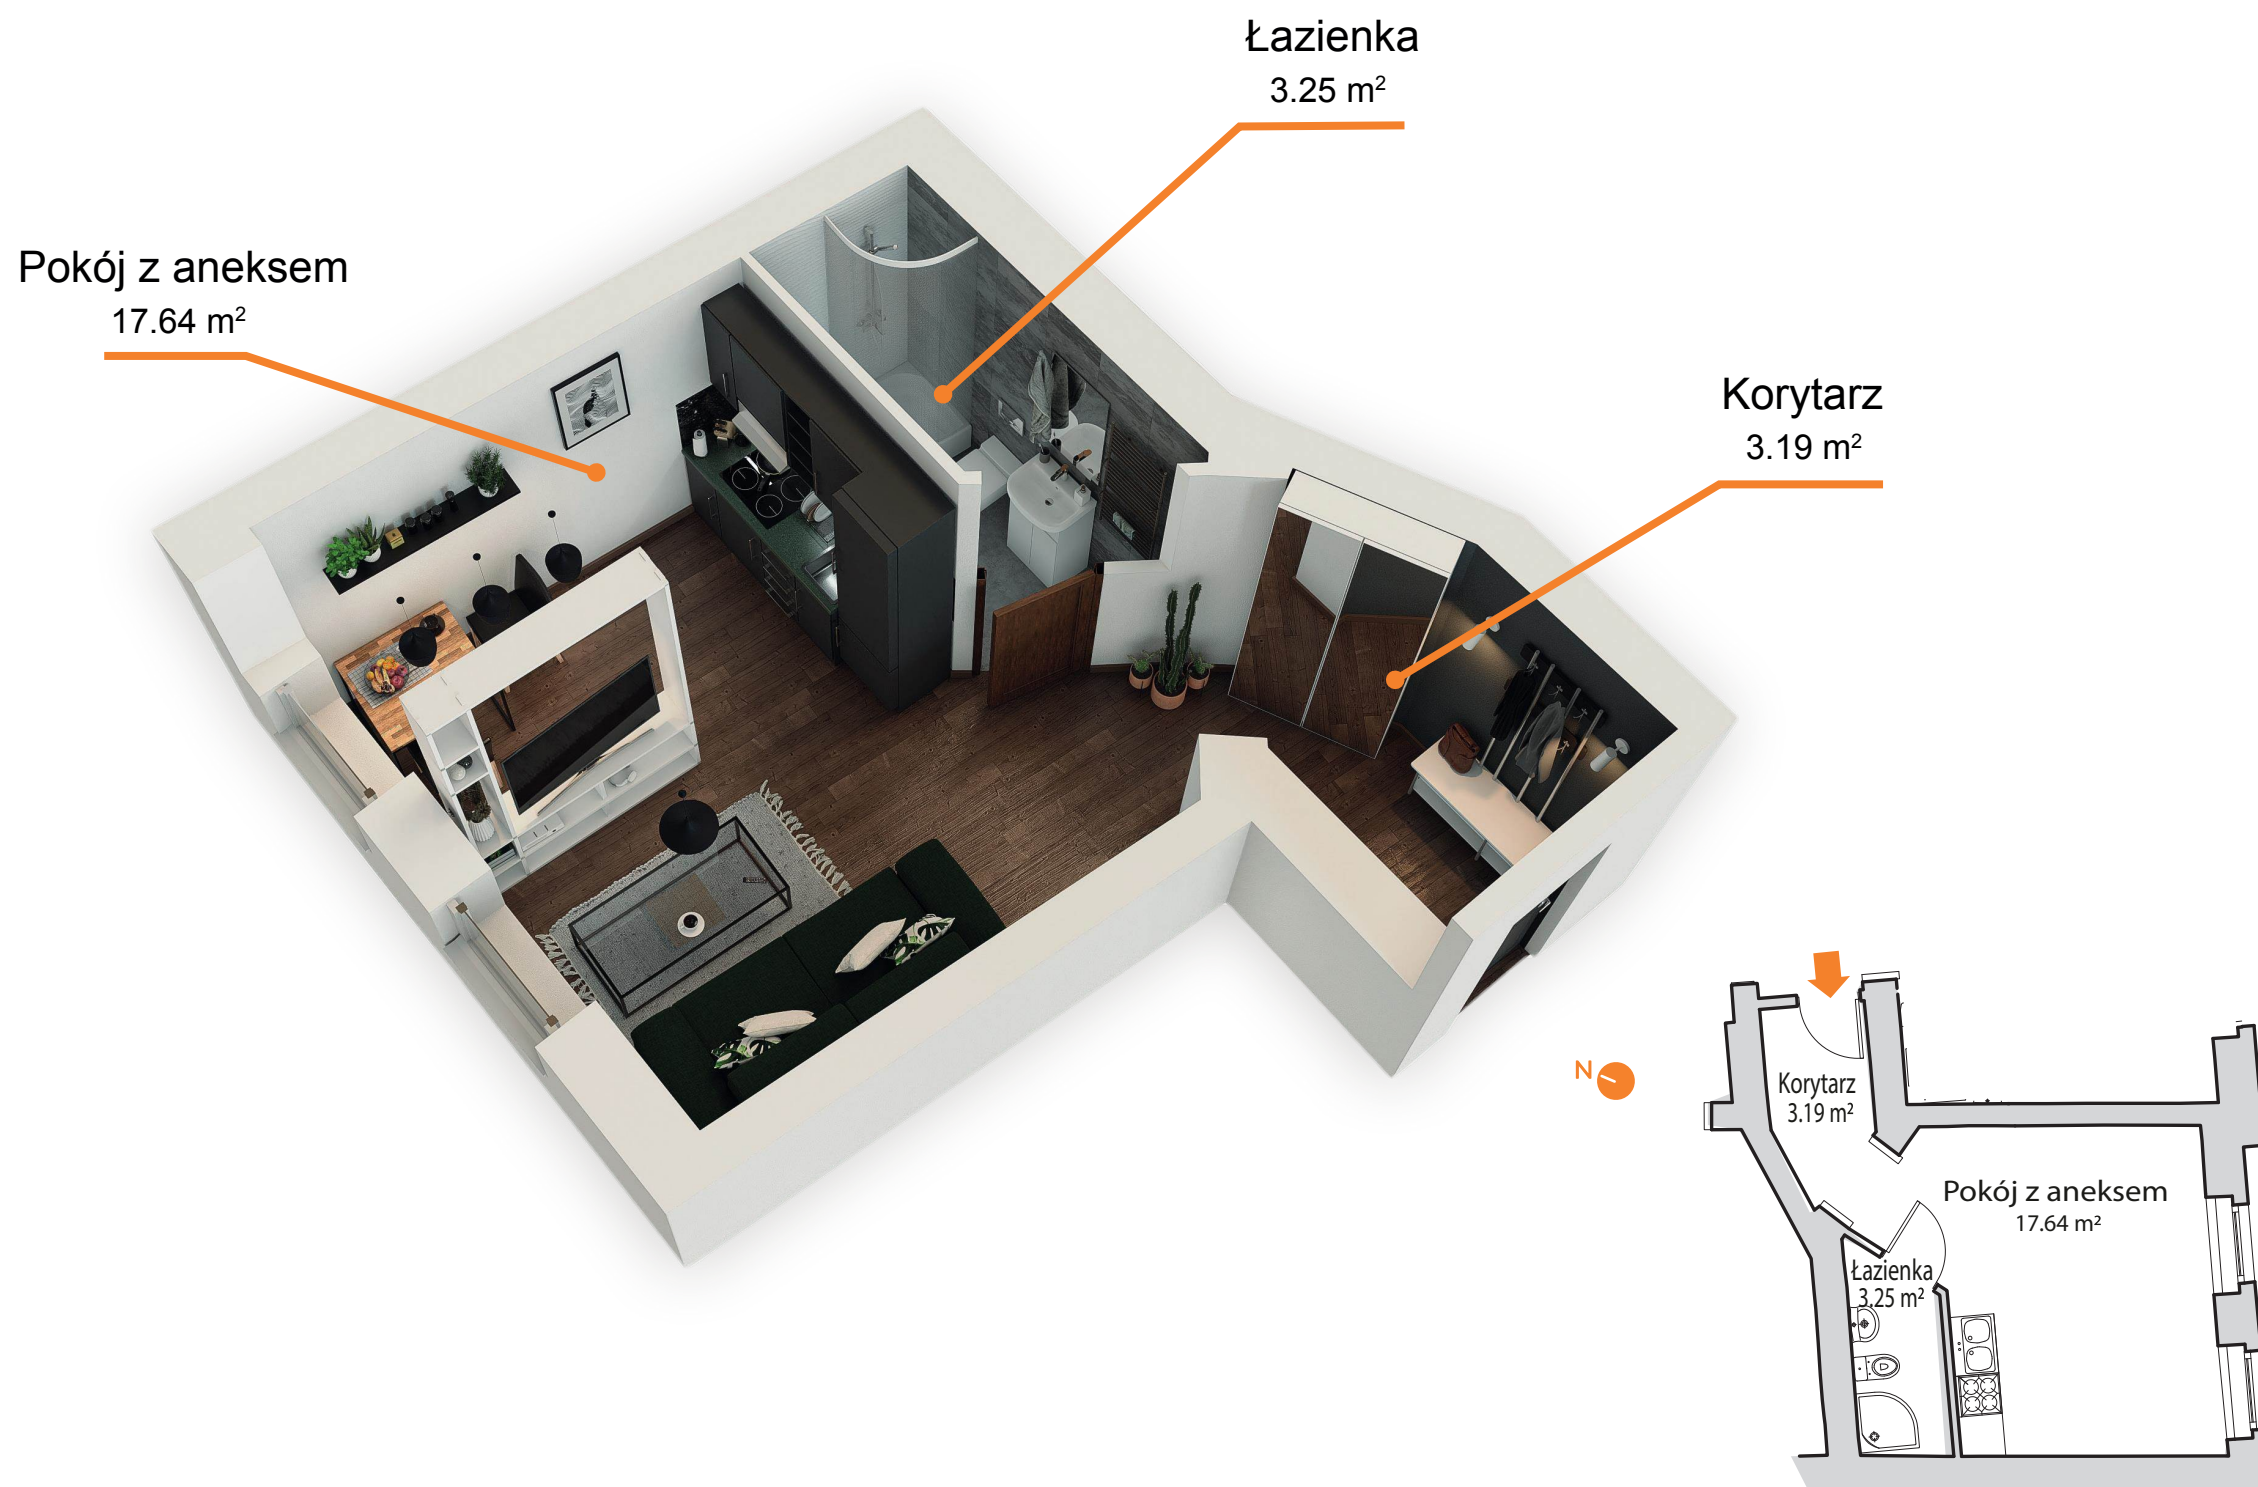 Łazienka
3.25 m²
Pokój z aneksem
17.64 m²
Korytarz
3.19 m²
N
Korytarz
3.19 m²
Pokój z aneksem
17.64 m²
Łazienka
3.25 m²